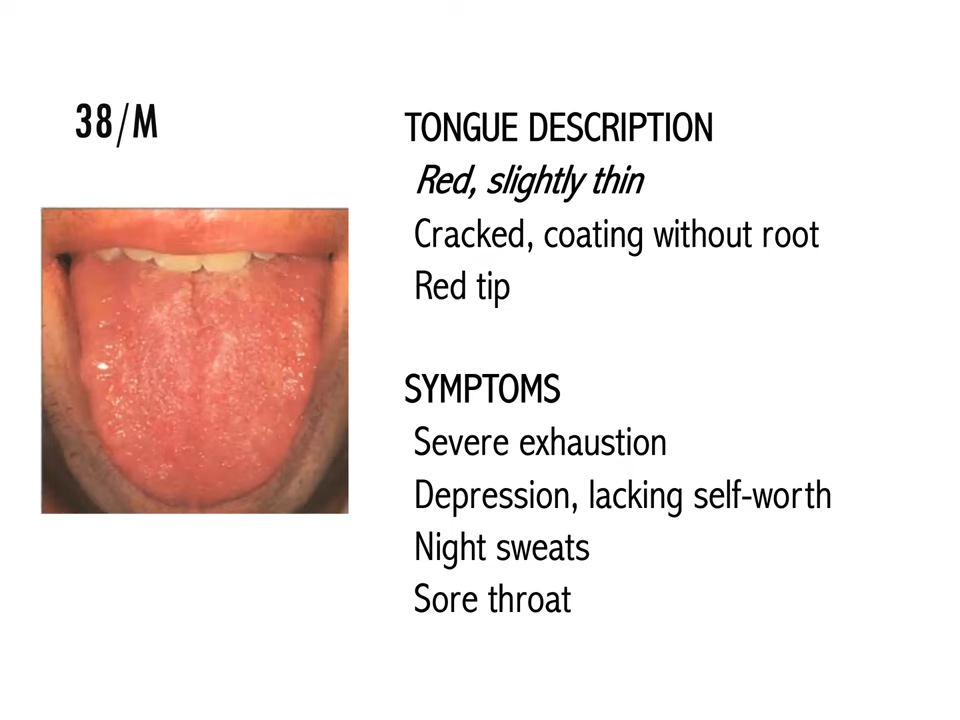 38/M
TONGUE DESCRIPTION
Red, slightly thin
Cracked, coating without root
Red tip
SYMPTOMS
Severe exhaustion
Depression, lacking self-worth
Night sweats
Sore throat